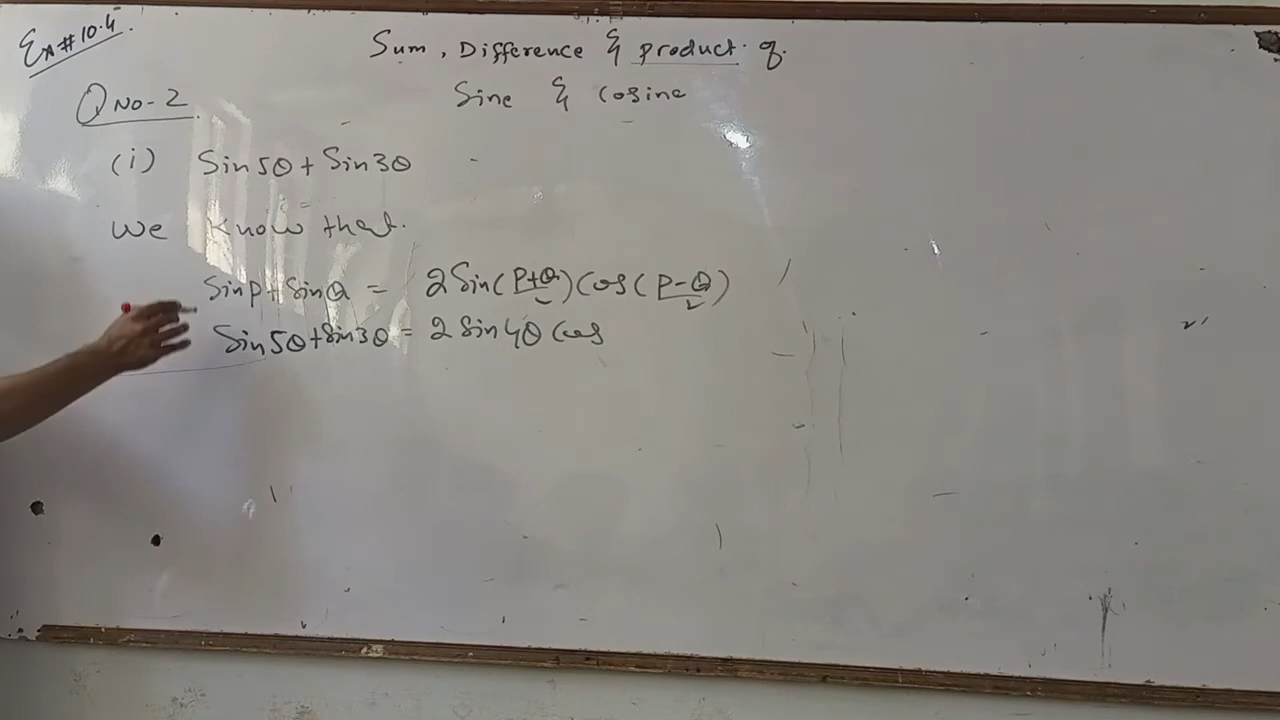 Ex # 10.4.
Sum, Difference & product of
Sine & Cosine
Q No-2
(i) Sin5θ + Sin3θ
We know that.
SinP + SinQ = 2Sin(P+Q/2)Cos(P-Q/2)
Sin5θ+Sin3θ = 2 Sin4θ Cos